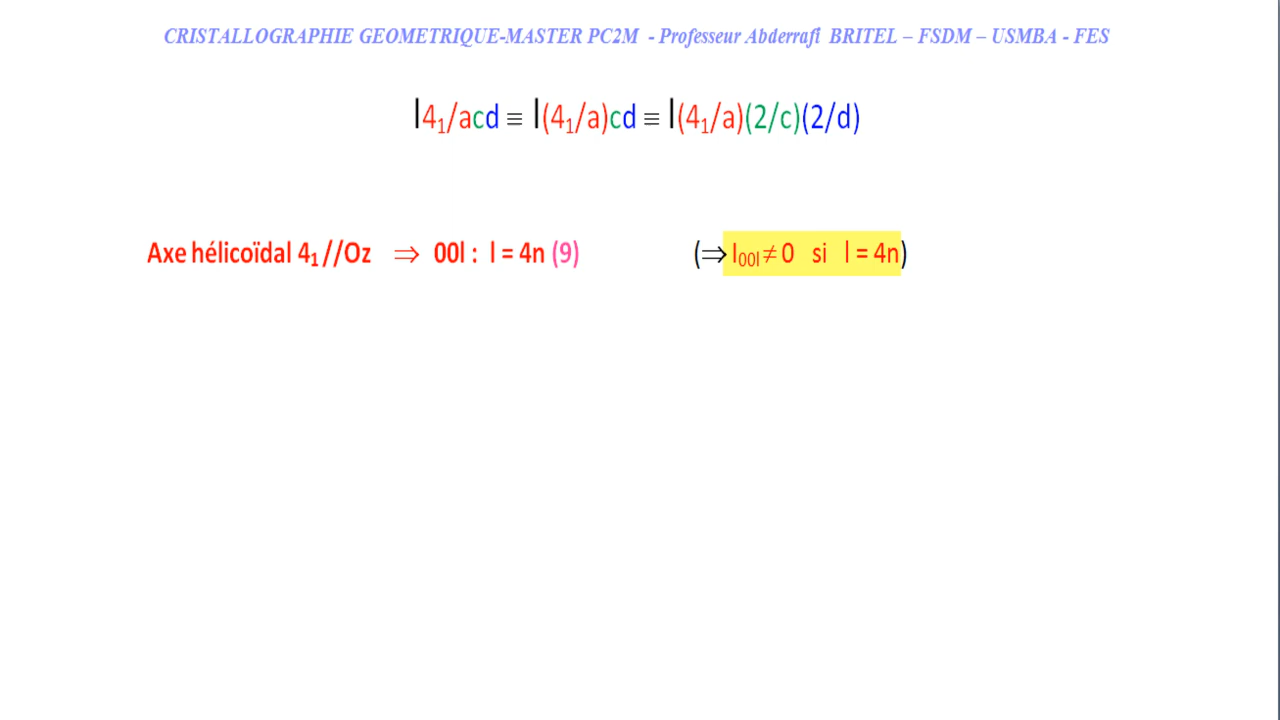 CRISTALLOGRAPHIE GEOMETRIQUE-MASTER PC2M - Professeur Abderrafi BRITEL – FSDM – USMBA - FES
I4₁/acd ≡ I(4₁/a)cd ≡ I(4₁/a)(2/c)(2/d)
Axe hélicoïdal 4₁//Oz ⇒ 00l : l = 4n (9) (⇒ I₀₀ₗ ≠ 0 si l = 4n)